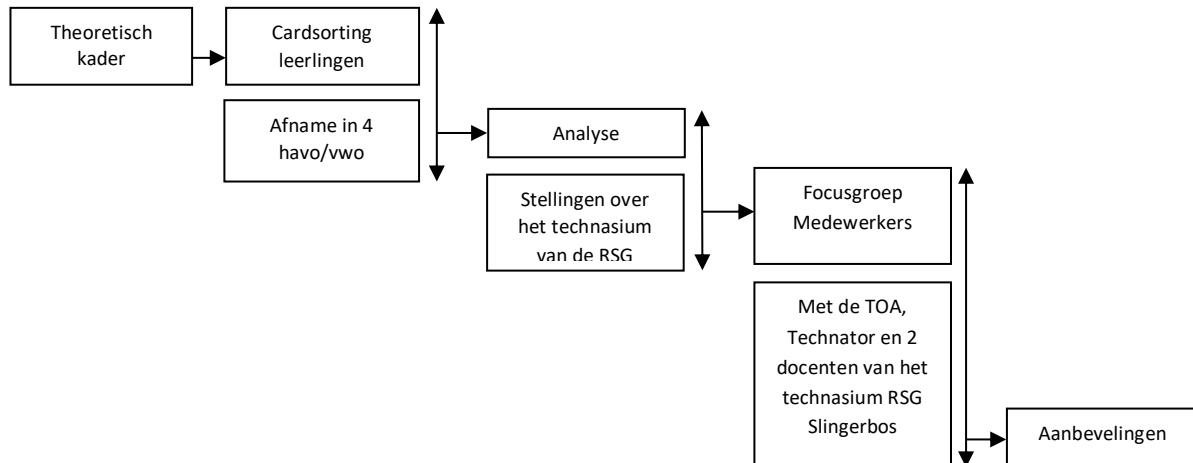 Theoretisch
kader
Cardsorting
leerlingen
Afname in 4
havo/vwo
Analyse
Stellingen over
het technasium
van de RSG
Focusgroep
Medewerkers
Met de TOA,
Technator en 2
docenten van het
technasium RSG
Slingerbos
Aanbevelingen